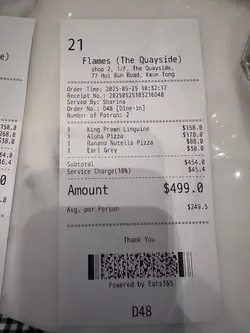 21
Flames (The Quayside)
shop 2, 1/F, The Quayside,
77 Hoi Bun Road, Kwun Tong
Order Time: 2025-05-25 18:32:17
Receipt No.: 20250525183216D48
Served By: Sharina
Order No.: D48 [Dine-in]
Number of Patron: 2
1 King Prawn Linguine $158.0
1 Aloha Pizza $178.0
1 Banana Nutella Pizza $88.0
1 Earl Grey $30.0
Subtotal $454.0
Service Charge(10%) $45.4
Amount $499.0
Avg. per Person $249.5
Thank You
Powered by Eats365
D48